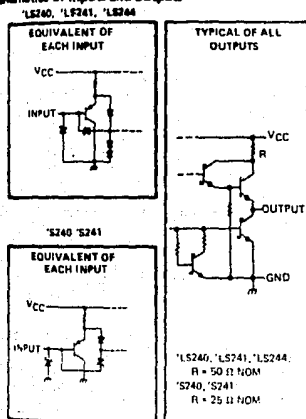 'LS240, 'LS241, 'LS244
EQUIVALENT OF
EACH INPUT
VCC
INPUT
'S240 'S241
EQUIVALENT OF
EACH INPUT
VCC
INPUT
TYPICAL OF ALL
OUTPUTS
VCC
R
OUTPUT
GND
'LS240, 'LS241, 'LS244:
R = 50 Ω NOM
'S240, 'S241:
R = 25 Ω NOM